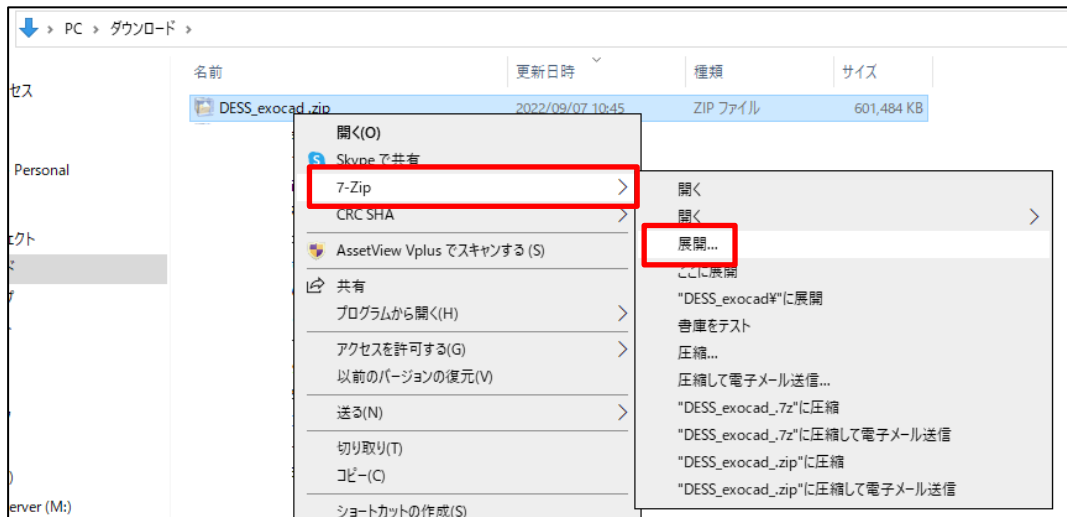 PC › ダウンロード ›
名前 更新日時 種類 サイズ
セス
DESS_exocad .zip 2022/09/07 10:45 ZIP ファイル 601,484 KB
開く(O)
Skype で共有
Personal
7-Zip
CRC SHA
AssetView Vplus でスキャンする (S)
共有
プログラムから開く(H)
アクセスを許可する(G)
以前のバージョンの復元(V)
送る(N)
切り取り(T)
コピー(C)
ショートカットの作成(S)
開く
開く
展開...
ここに展開
"DESS_exocad¥"に展開
書庫をテスト
圧縮...
圧縮して電子メール送信...
"DESS_exocad_.7z"に圧縮
"DESS_exocad_.7z"に圧縮して電子メール送信
"DESS_exocad_.zip"に圧縮
"DESS_exocad_.zip"に圧縮して電子メール送信
ェクト
erver (M:)